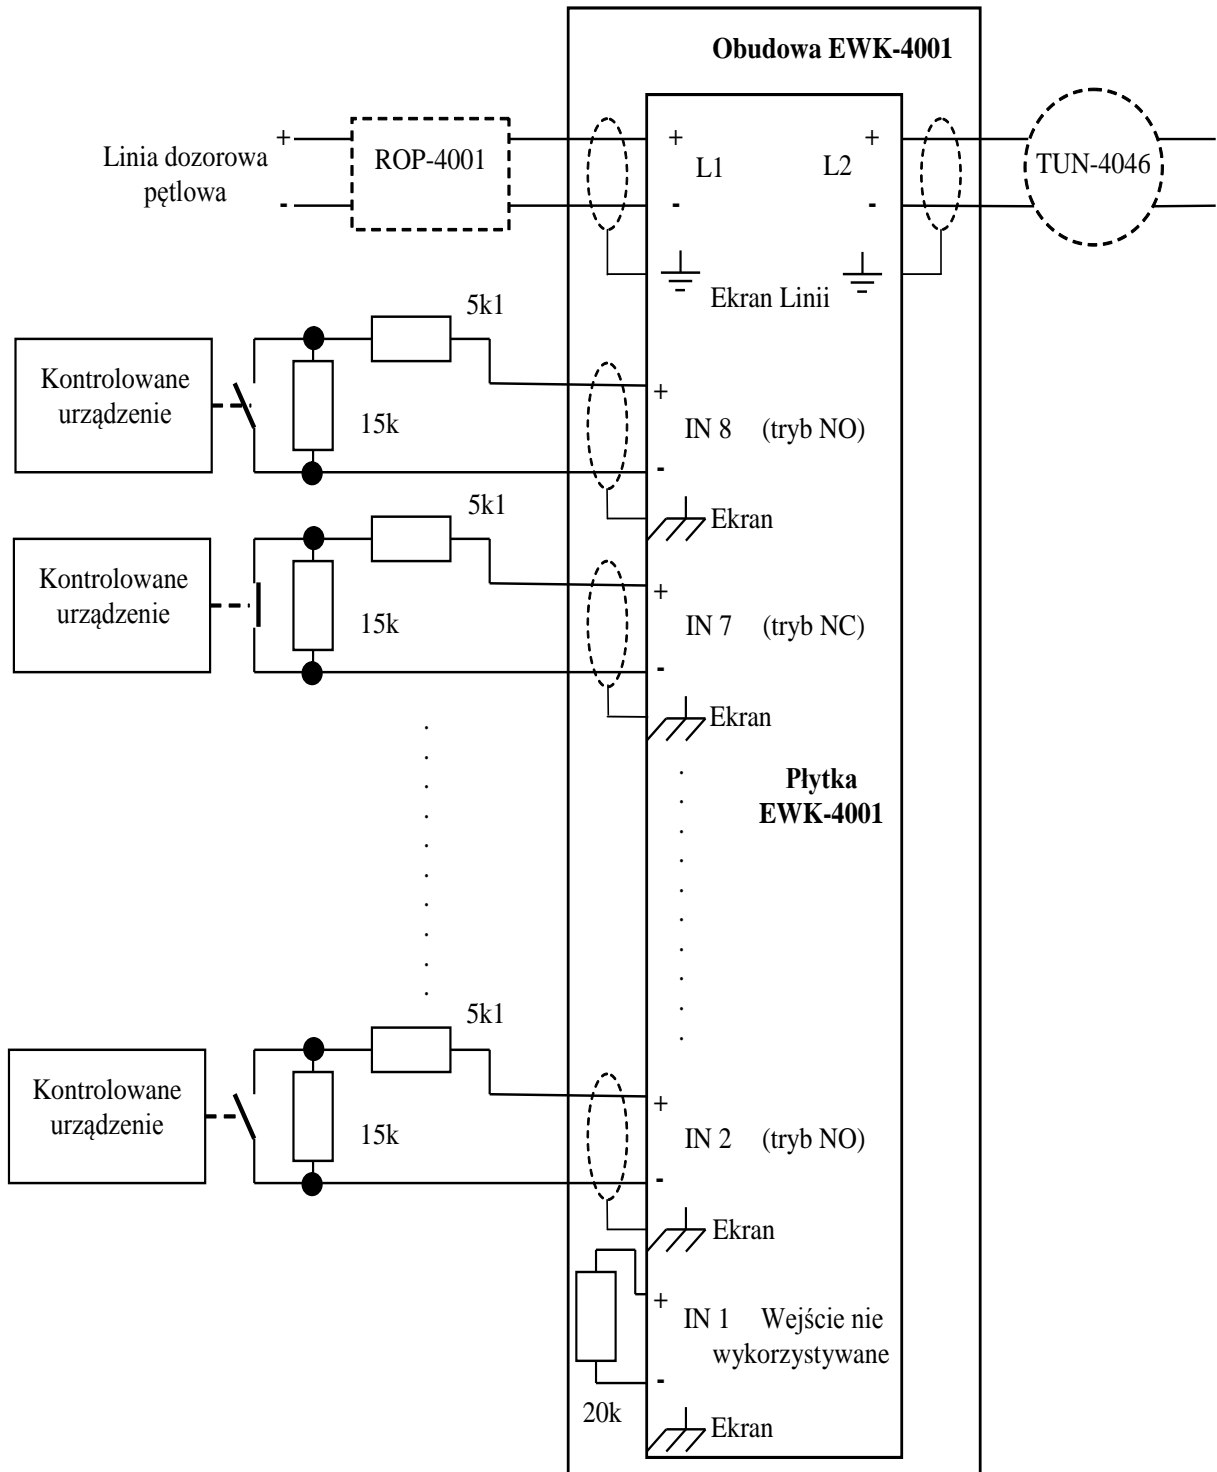 Obudowa EWK-4001
Linia dozorowa
pętlowa
+
-
ROP-4001
+
L1
-
+
L2
-
TUN-4046
Ekran Linii
Kontrolowane
urządzenie
5k1
15k
+
IN 8 (tryb NO)
-
Ekran
Kontrolowane
urządzenie
5k1
15k
+
IN 7 (tryb NC)
-
Ekran
Płytka
EWK-4001
Kontrolowane
urządzenie
5k1
15k
+
IN 2 (tryb NO)
-
Ekran
+
IN 1 Wejście nie
wykorzystywane
-
20k
Ekran